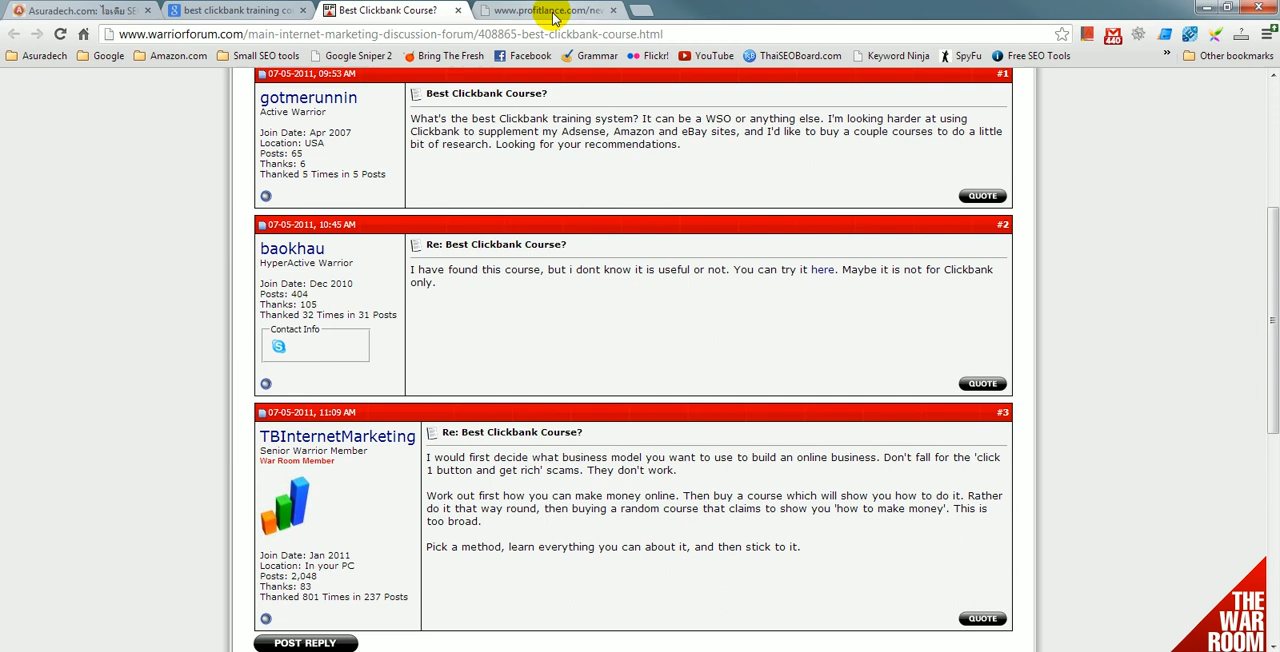 Asuradech.com: ไอเดีย SE
best clickbank training co
Best Clickbank Course?
www.profitlance.com/new
www.warriorforum.com/main-internet-marketing-discussion-forum/408865-best-clickbank-course.html
Asuradech Google Amazon.com Small SEO tools Google Sniper 2 Bring The Fresh Facebook Grammar Flickr! YouTube ThaiSEOBoard.com Keyword Ninja SpyFu Free SEO Tools » Other bookmarks
07-05-2011, 09:53 AM #1
gotmerunnin
Active Warrior
Join Date: Apr 2007
Location: USA
Posts: 65
Thanks: 6
Thanked 5 Times in 5 Posts
Best Clickbank Course?
What's the best Clickbank training system? It can be a WSO or anything else. I'm looking harder at using
Clickbank to supplement my Adsense, Amazon and eBay sites, and I'd like to buy a couple courses to do a little
bit of research. Looking for your recommendations.
QUOTE
07-05-2011, 10:45 AM #2
baokhau
HyperActive Warrior
Join Date: Dec 2010
Posts: 404
Thanks: 105
Thanked 32 Times in 31 Posts
Contact Info
Re: Best Clickbank Course?
I have found this course, but i dont know it is useful or not. You can try it here. Maybe it is not for Clickbank
only.
QUOTE
07-05-2011, 11:09 AM #3
TBInternetMarketing
Senior Warrior Member
War Room Member
Join Date: Jan 2011
Location: In your PC
Posts: 2,048
Thanks: 83
Thanked 801 Times in 237 Posts
Re: Best Clickbank Course?
I would first decide what business model you want to use to build an online business. Don't fall for the 'click
1 button and get rich' scams. They don't work.
Work out first how you can make money online. Then buy a course which will show you how to do it. Rather
do it that way round, then buying a random course that claims to show you 'how to make money'. This is
too broad.
Pick a method, learn everything you can about it, and then stick to it.
QUOTE
POST REPLY
THE
WAR
ROOM